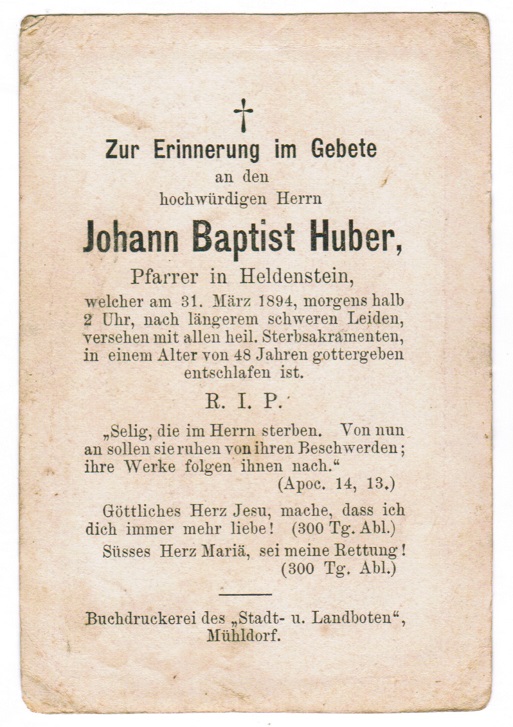 †
Zur Erinnerung im Gebete
an den
hochwürdigen Herrn
Johann Baptist Huber,
Pfarrer in Heldenstein,
welcher am 31. März 1894, morgens halb
2 Uhr, nach längerem schweren Leiden,
versehen mit allen heil. Sterbsakramenten,
in einem Alter von 48 Jahren gottergeben
entschlafen ist.
R. I. P.
„Selig, die im Herrn sterben. Von nun
an sollen sie ruhen von ihren Beschwerden;
ihre Werke folgen ihnen nach.“
(Apoc. 14, 13.)
Göttliches Herz Jesu, mache, dass ich
dich immer mehr liebe! (300 Tg. Abl.)
Süsses Herz Mariä, sei meine Rettung!
(300 Tg. Abl.)
Buchdruckerei des „Stadt- u. Landboten“,
Mühldorf.